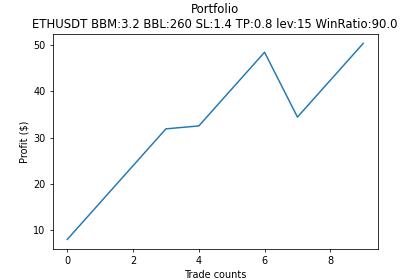 Portfolio
ETHUSDT BBM:3.2 BBL:260 SL:1.4 TP:0.8 lev:15 WinRatio:90.0
50
40
30
20
10
Profit ($)
0 2 4 6 8
Trade counts